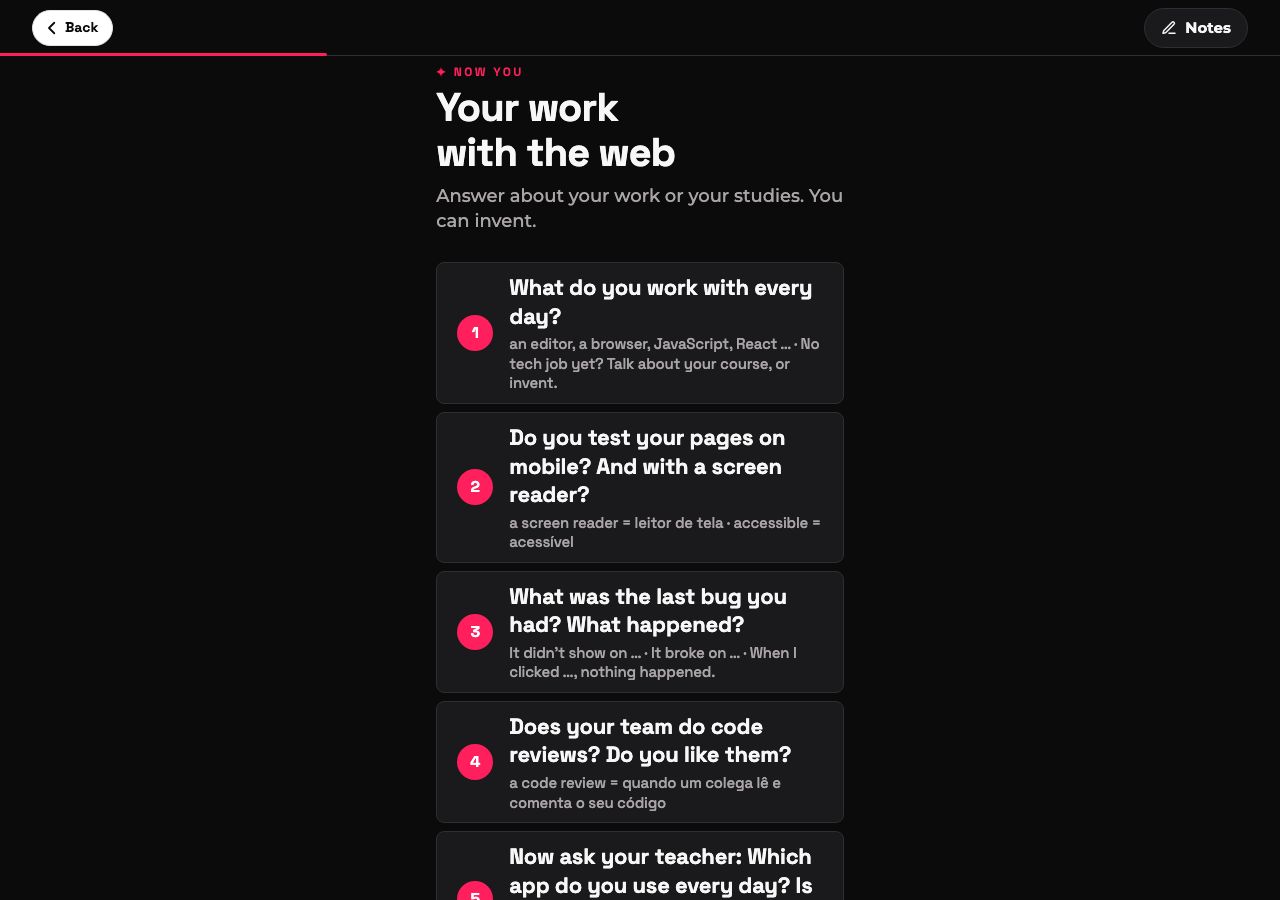 Back
Notes
NOW YOU
Your work
with the web
Answer about your work or your studies. You
can invent.
1
What do you work with every
day?
an editor, a browser, JavaScript, React ... · No
tech job yet? Talk about your course, or
invent.
2
Do you test your pages on
mobile? And with a screen
reader?
a screen reader = leitor de tela · accessible =
acessível
3
What was the last bug you
had? What happened?
It didn't show on ... · It broke on ... · When I
clicked ..., nothing happened.
4
Does your team do code
reviews? Do you like them?
a code review = quando um colega lê e
comenta o seu código
5
Now ask your teacher: Which
app do you use every day? Is